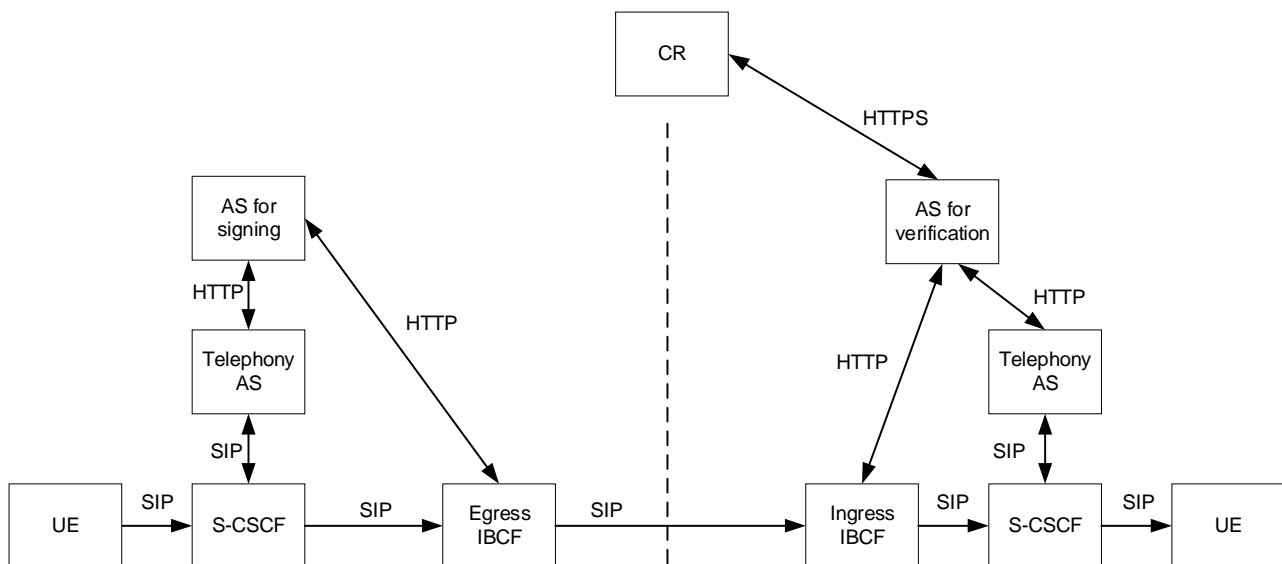 CR
HTTPS
AS for
signing
AS for
verification
HTTP
HTTP
HTTP
HTTP
Telephony
AS
Telephony
AS
SIP
SIP
UE
SIP
S-CSCF
SIP
Egress
IBCF
SIP
Ingress
IBCF
SIP
S-CSCF
SIP
UE